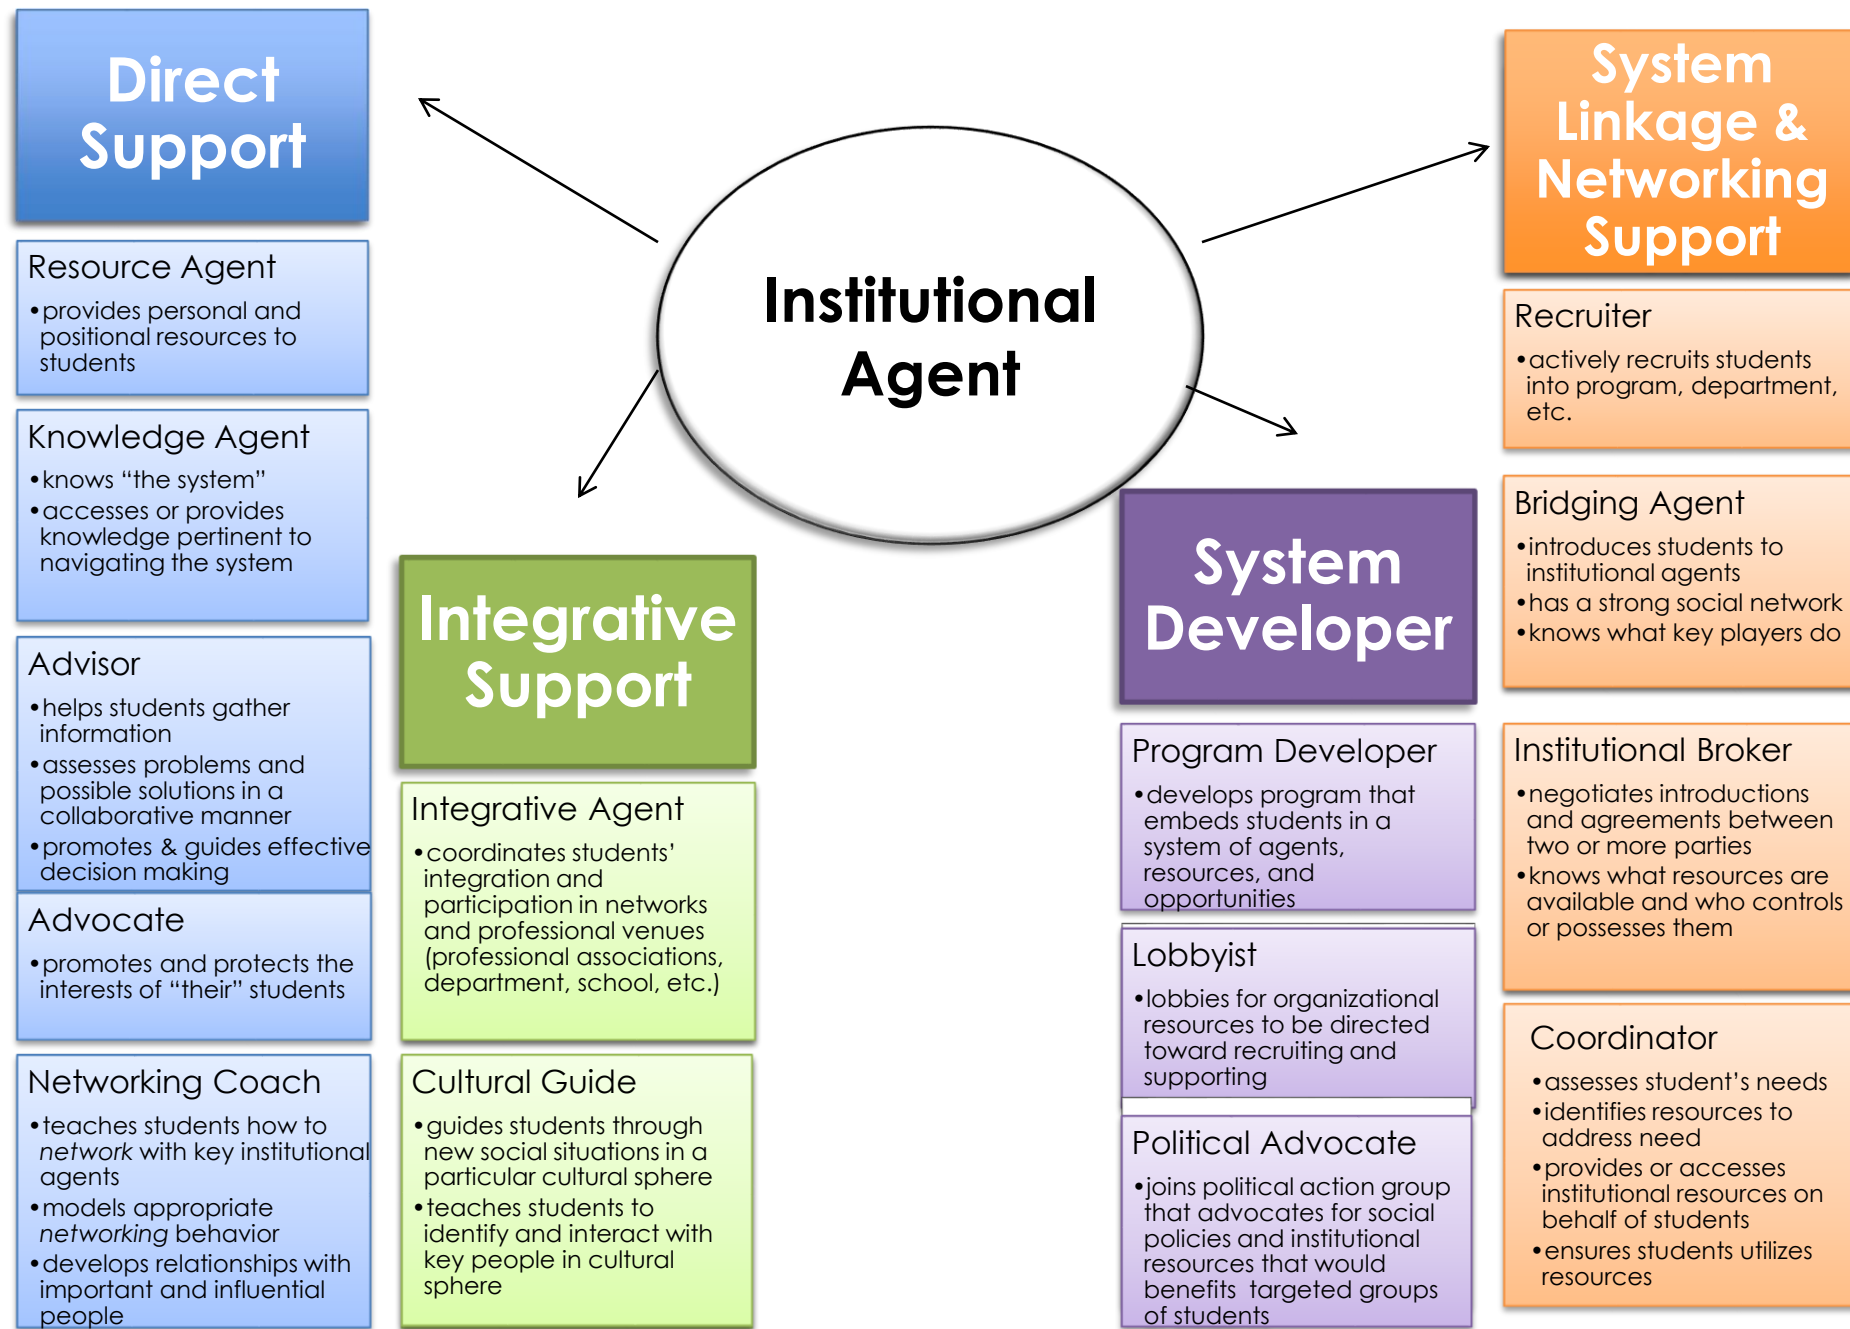 Direct
Support
Resource Agent
•provides personal and
positional resources to
students
Knowledge Agent
•knows “the system”
•accesses or provides
knowledge pertinent to
navigating the system
Advisor
•helps students gather
information
•assesses problems and
possible solutions in a
collaborative manner
•promotes & guides effective
decision making
Advocate
•promotes and protects the
interests of “their” students
Networking Coach
•teaches students how to
network with key institutional
agents
•models appropriate
networking behavior
•develops relationships with
important and influential
people
Integrative
Support
Integrative Agent
•coordinates students’
integration and
participation in networks
and professional venues
(professional associations,
department, school, etc.)
Cultural Guide
•guides students through
new social situations in a
particular cultural sphere
•teaches students to
identify and interact with
key people in cultural
sphere
Institutional
Agent
System
Developer
Program Developer
•develops program that
embeds students in a
system of agents,
resources, and
opportunities
Lobbyist
•lobbies for organizational
resources to be directed
toward recruiting and
supporting
Political Advocate
•joins political action group
that advocates for social
policies and institutional
resources that would
benefits targeted groups
of students
System
Linkage &
Networking
Support
Recruiter
•actively recruits students
into program, department,
etc.
Bridging Agent
•introduces students to
institutional agents
•has a strong social network
•knows what key players do
Institutional Broker
•negotiates introductions
and agreements between
two or more parties
•knows what resources are
available and who controls
or possesses them
Coordinator
•assesses student’s needs
•identifies resources to
address need
•provides or accesses
institutional resources on
behalf of students
•ensures students utilizes
resources